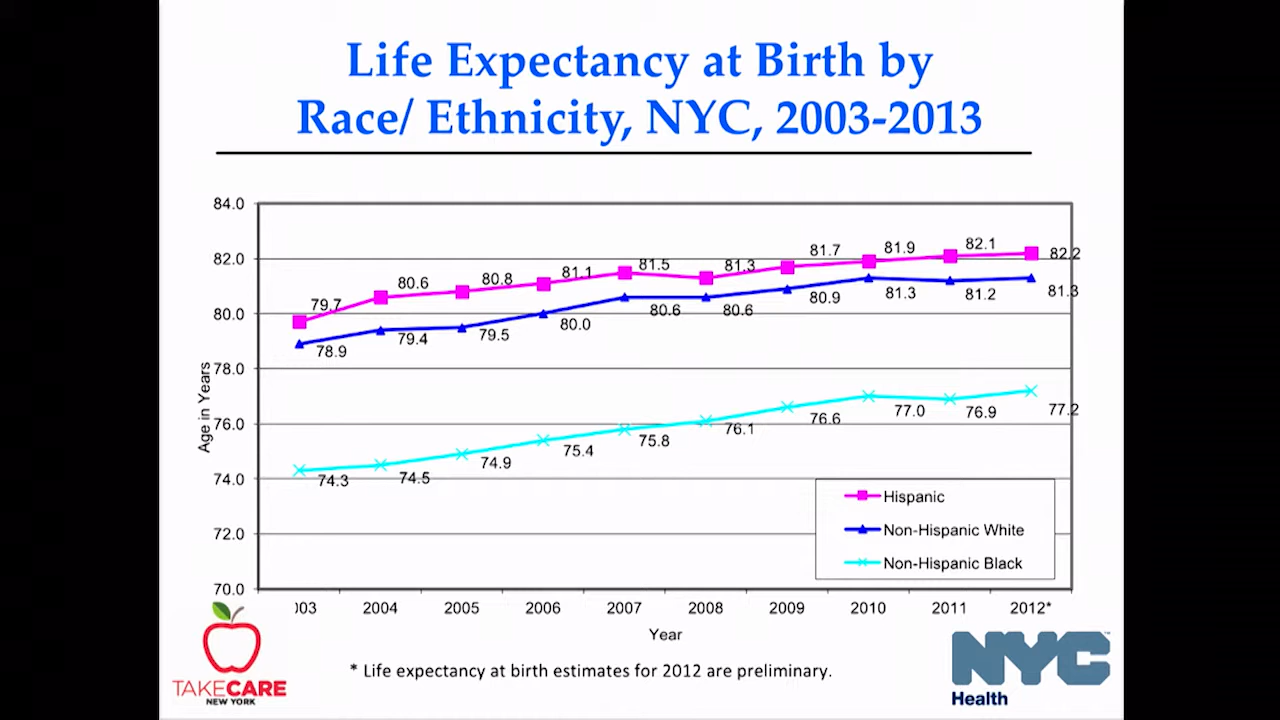 Life Expectancy at Birth by
Race/ Ethnicity, NYC, 2003-2013
84.0
82.0
80.0
78.0
76.0
74.0
72.0
70.0
Age in Years
79.7
80.6
80.8
81.1
81.5
81.3
81.7
81.9
82.1
82.2
78.9
79.4
79.5
80.0
80.6
80.6
80.9
81.3
81.2
81.3
74.3
74.5
74.9
75.4
75.8
76.1
76.6
77.0
76.9
77.2
Hispanic
Non-Hispanic White
Non-Hispanic Black
03 2004 2005 2006 2007 2008 2009 2010 2011 2012*
Year
* Life expectancy at birth estimates for 2012 are preliminary.
TAKECARE
NEW YORK
NYC
Health